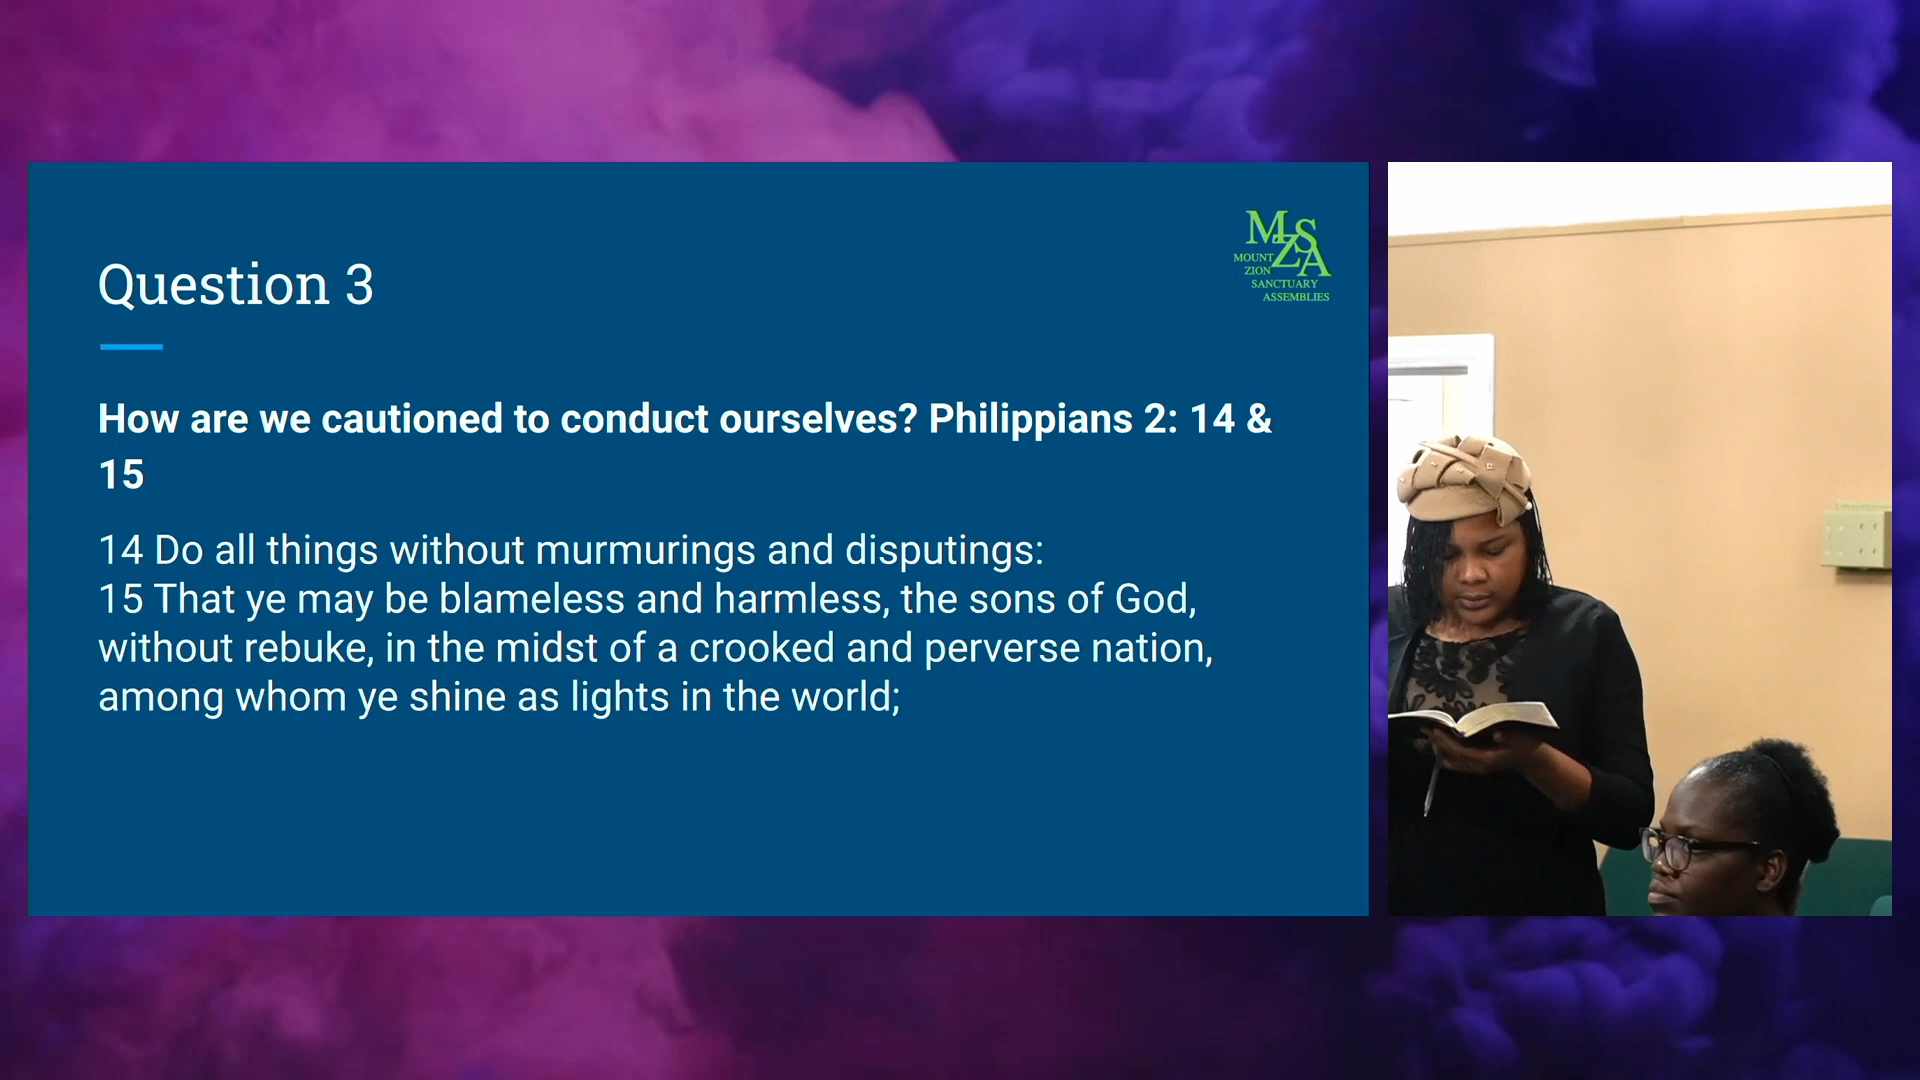 Question 3
MZSA
MOUNT
ZION
SANCTUARY
ASSEMBLIES
How are we cautioned to conduct ourselves? Philippians 2: 14 &
15
14 Do all things without murmurings and disputings:
15 That ye may be blameless and harmless, the sons of God,
without rebuke, in the midst of a crooked and perverse nation,
among whom ye shine as lights in the world;